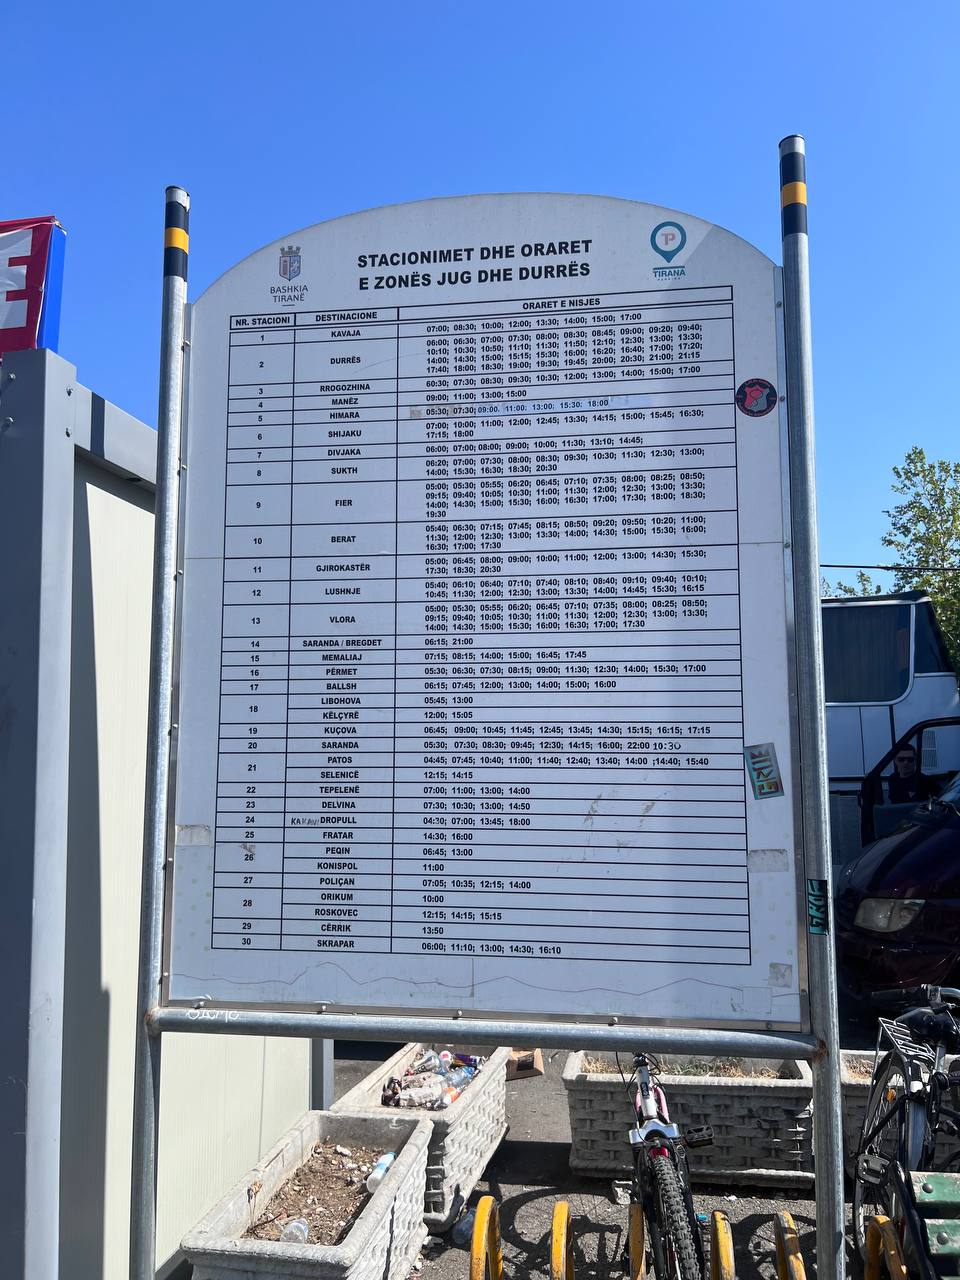 BASHKIA
TIRANË
STACIONIMET DHE ORARET
E ZONËS JUG DHE DURRËS
TIRANA
NR. STACIONI DESTINACIONE ORARET E NISJES
1 KAVAJA 07:00; 08:30; 10:00; 12:00; 13:30; 14:00; 15:00; 17:00
2 DURRËS 06:00; 06:30; 07:00; 07:30; 08:00; 08:30; 08:45; 09:00; 09:20; 09:40;
10:10; 10:30; 10:50; 11:10; 11:30; 11:50; 12:10; 12:30; 13:00; 13:30;
14:00; 14:30; 15:00; 15:15; 15:30; 16:00; 16:20; 16:40; 17:00; 17:20;
17:40; 18:00; 18:30; 19:00; 19:30; 19:45; 20:00; 20:30; 21:00; 21:15
3 RROGOZHINA 60:30; 07:30; 08:30; 09:30; 10:30; 12:00; 13:00; 14:00; 15:00; 17:00
4 MANËZ 09:00; 11:00; 13:00; 15:00
5 HIMARA 05:30; 07:30; 09:00. 11:00; 13:00; 15:30; 18:00
6 SHIJAKU 07:00; 10:00; 11:00; 12:00; 12:45; 13:30; 14:15; 15:00; 15:45; 16:30;
17:15; 18:00
7 DIVJAKA 06:00; 07:00; 08:00; 09:00; 10:00; 11:30; 13:10; 14:45;
8 SUKTH 06:20; 07:00; 07:30; 08:00; 08:30; 09:30; 10:30; 11:30; 12:30; 13:00;
14:00; 15:30; 16:30; 18:30; 20:30
9 FIER 05:00; 05:30; 05:55; 06:20; 06:45; 07:10; 07:35; 08:00; 08:25; 08:50;
09:15; 09:40; 10:05; 10:30; 11:00; 11:30; 12:00; 12:30; 13:00; 13:30;
14:00; 14:30; 15:00; 15:30; 16:00; 16:30; 17:00; 17:30; 18:00; 18:30;
19:30
10 BERAT 05:40; 06:30; 07:15; 07:45; 08:15; 08:50; 09:20; 09:50; 10:20; 11:00;
11:30; 12:00; 12:30; 13:00; 13:30; 14:00; 14:30; 15:00; 15:30; 16:00;
16:30; 17:00; 17:30
11 GJIROKASTËR 05:00; 06:45; 08:00; 09:00; 10:00; 11:00; 12:00; 13:00; 14:30; 15:30;
17:30; 18:30; 20:30
12 LUSHNJE 05:40; 06:10; 06:40; 07:10; 07:40; 08:10; 08:40; 09:10; 09:40; 10:10;
10:45; 11:30; 12:00; 12:30; 13:00; 13:30; 14:00; 14:45; 15:30; 16:15
13 VLORA 05:00; 05:30; 05:55; 06:20; 06:45; 07:10; 07:35; 08:00; 08:25; 08:50;
09:15; 09:40; 10:05; 10:30; 11:00; 11:30; 12:00; 12:30; 13:00; 13:30;
14:00; 14:30; 15:00; 15:30; 16:00; 16:30; 17:00; 17:30
14 SARANDA / BREGDET 06:15; 21:00
15 MEMALIAJ 07:15; 08:15; 14:00; 15:00; 16:45; 17:45
16 PËRMET 05:30; 06:30; 07:30; 08:15; 09:00; 11:30; 12:30; 14:00; 15:30; 17:00
17 BALLSH 06:15; 07:45; 12:00; 13:00; 14:00; 15:00; 16:00
18 LIBOHOVA 05:45; 13:00
KËLÇYRË 12:00; 15:05
19 KUÇOVA 06:45; 09:00; 10:45; 11:45; 12:45; 13:45; 14:30; 15:15; 16:15; 17:15
20 SARANDA 05:30; 07:30; 08:30; 09:45; 12:30; 14:15; 16:00; 22:00 10:30
21 PATOS 04:45; 07:45; 10:40; 11:00; 11:40; 12:40; 13:40; 14:00 ;14:40; 15:40
SELENICË 12:15; 14:15
22 TEPELENË 07:00; 11:00; 13:00; 14:00
23 DELVINA 07:30; 10:30; 13:00; 14:50
24 KAKAVI DROPULL 04:30; 07:00; 13:45; 18:00
25 FRATAR 14:30; 16:00
26 PEQIN 06:45; 13:00
KONISPOL 11:00
27 POLIÇAN 07:05; 10:35; 12:15; 14:00
28 ORIKUM 10:00
ROSKOVEC 12:15; 14:15; 15:15
29 CËRRIK 13:50
30 SKRAPAR 06:00; 11:10; 13:00; 14:30; 16:10